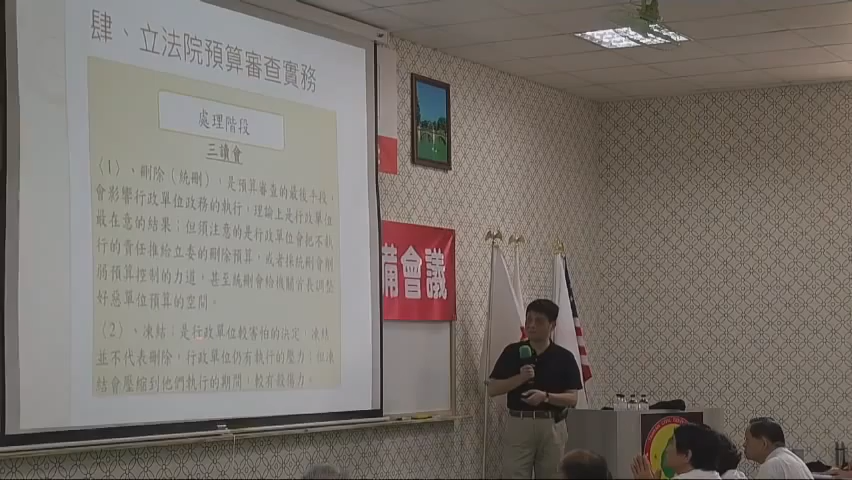 肆、立法院預算審查實務
處理階段
三讀會
（1）、刪除（統刪），是預算審查的最後手段，
會影響行政單位政務的執行，理論上是行政單位
最在意的結果；但須注意的是行政單位會把不執
行的責任推給立委的刪除預算，或者採統刪會削
弱預算控制的力道，甚至統刪會給機關首長調整
好惡單位預算的空間。
（2）、凍結：是行政單位較害怕的決定，凍結
並不代表刪除，行政單位仍有執行的壓力，但凍
結會壓縮到他們執行的期間，較有殺傷力。
備會議